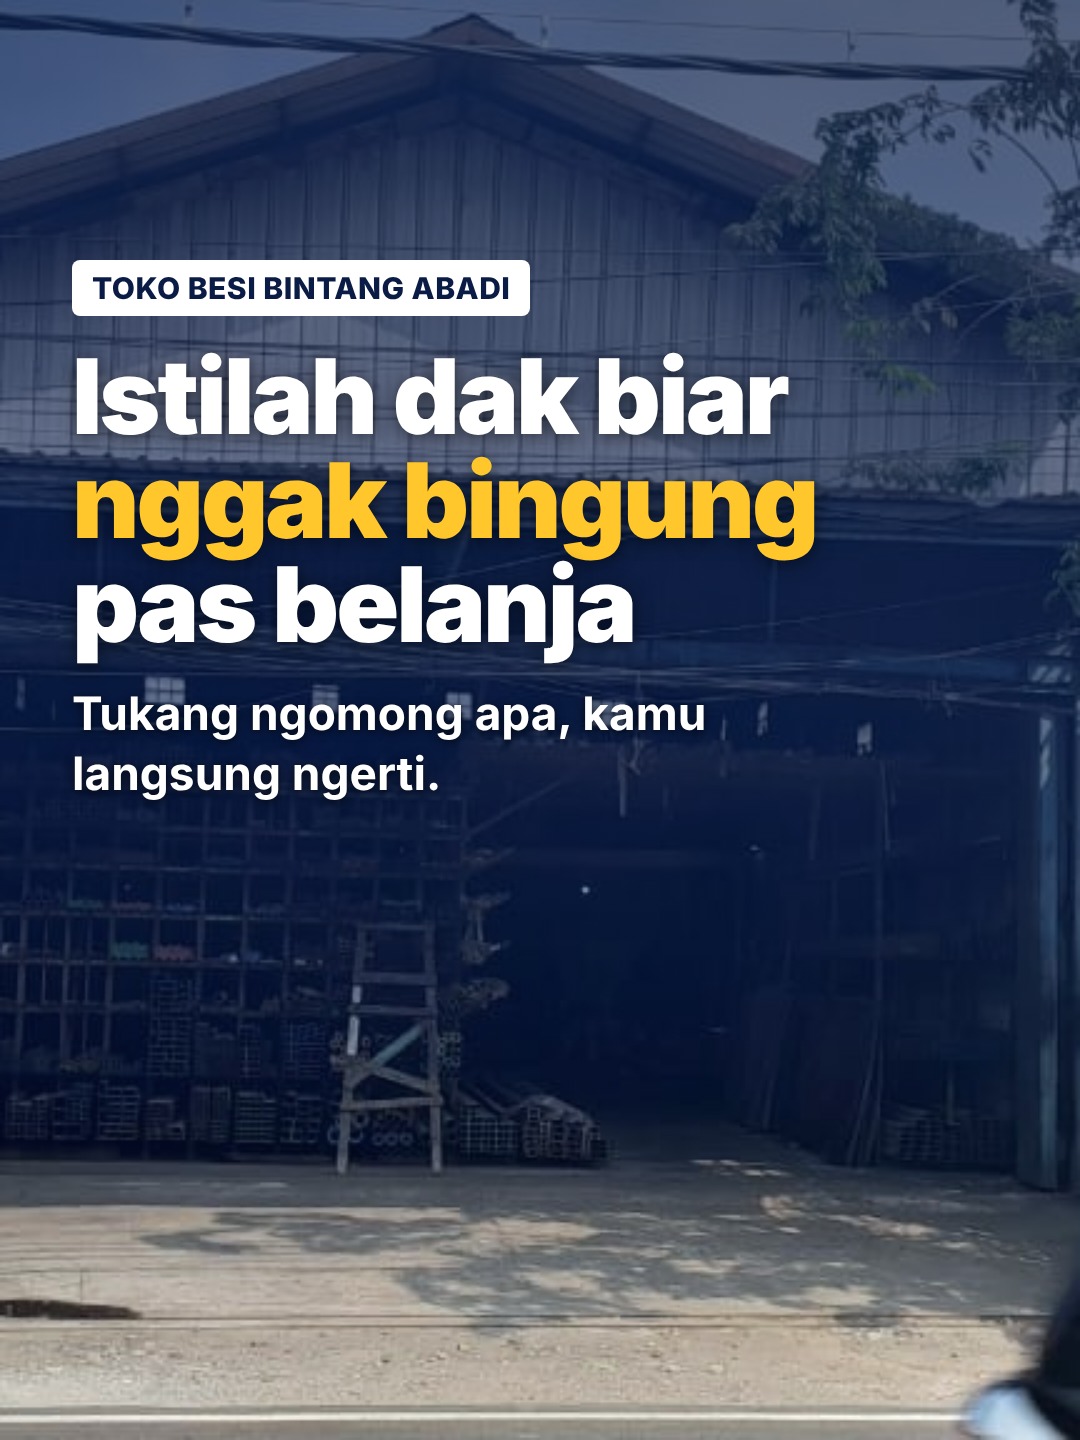 TOKO BESI BINTANG ABADI
Istilah dak biar
nggak bingung
pas belanja
Tukang ngomong apa, kamu
langsung ngerti.